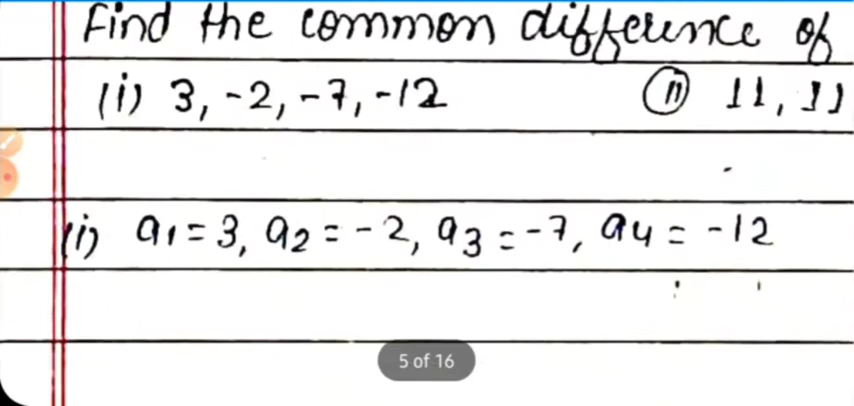 Find the common difference of
(i) 3, -2, -7, -12 (ii) 11, 11
(i) a1 = 3, a2 = -2, a3 = -7, a4 = -12
5 of 16